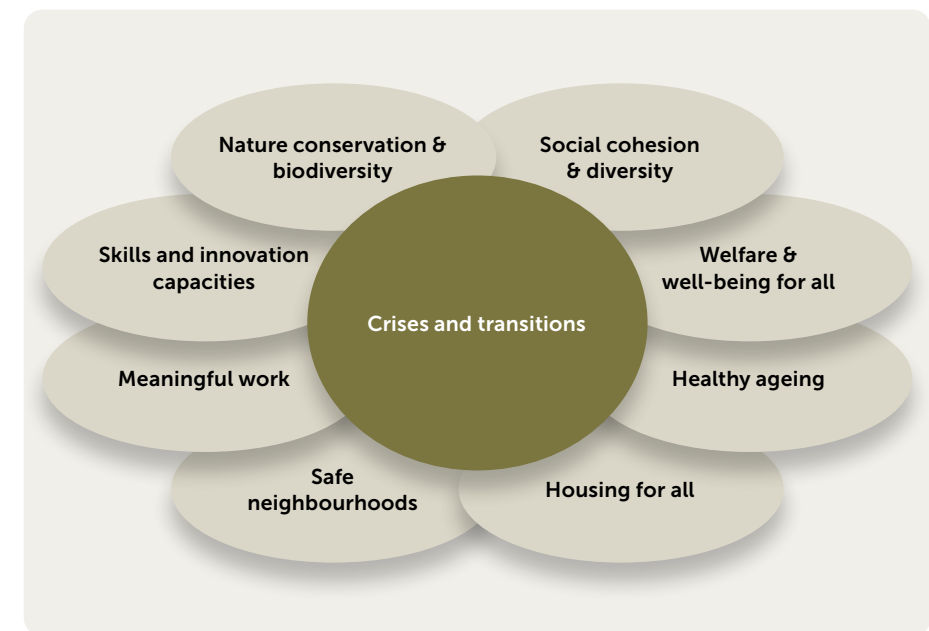 Nature conservation &
biodiversity
Social cohesion
& diversity
Skills and innovation
capacities
Welfare &
well-being for all
Crises and transitions
Meaningful work
Healthy ageing
Safe
neighbourhoods
Housing for all